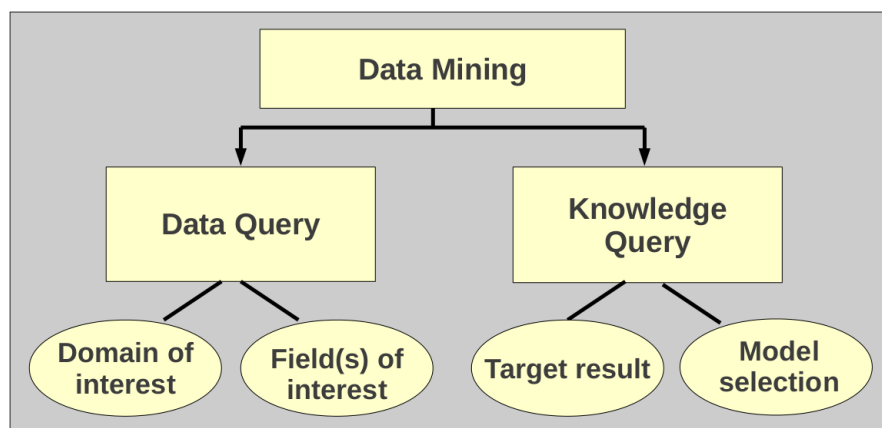 Data Mining
Data Query
Knowledge
Query
Domain of
interest
Field(s) of
interest
Target result
Model
selection